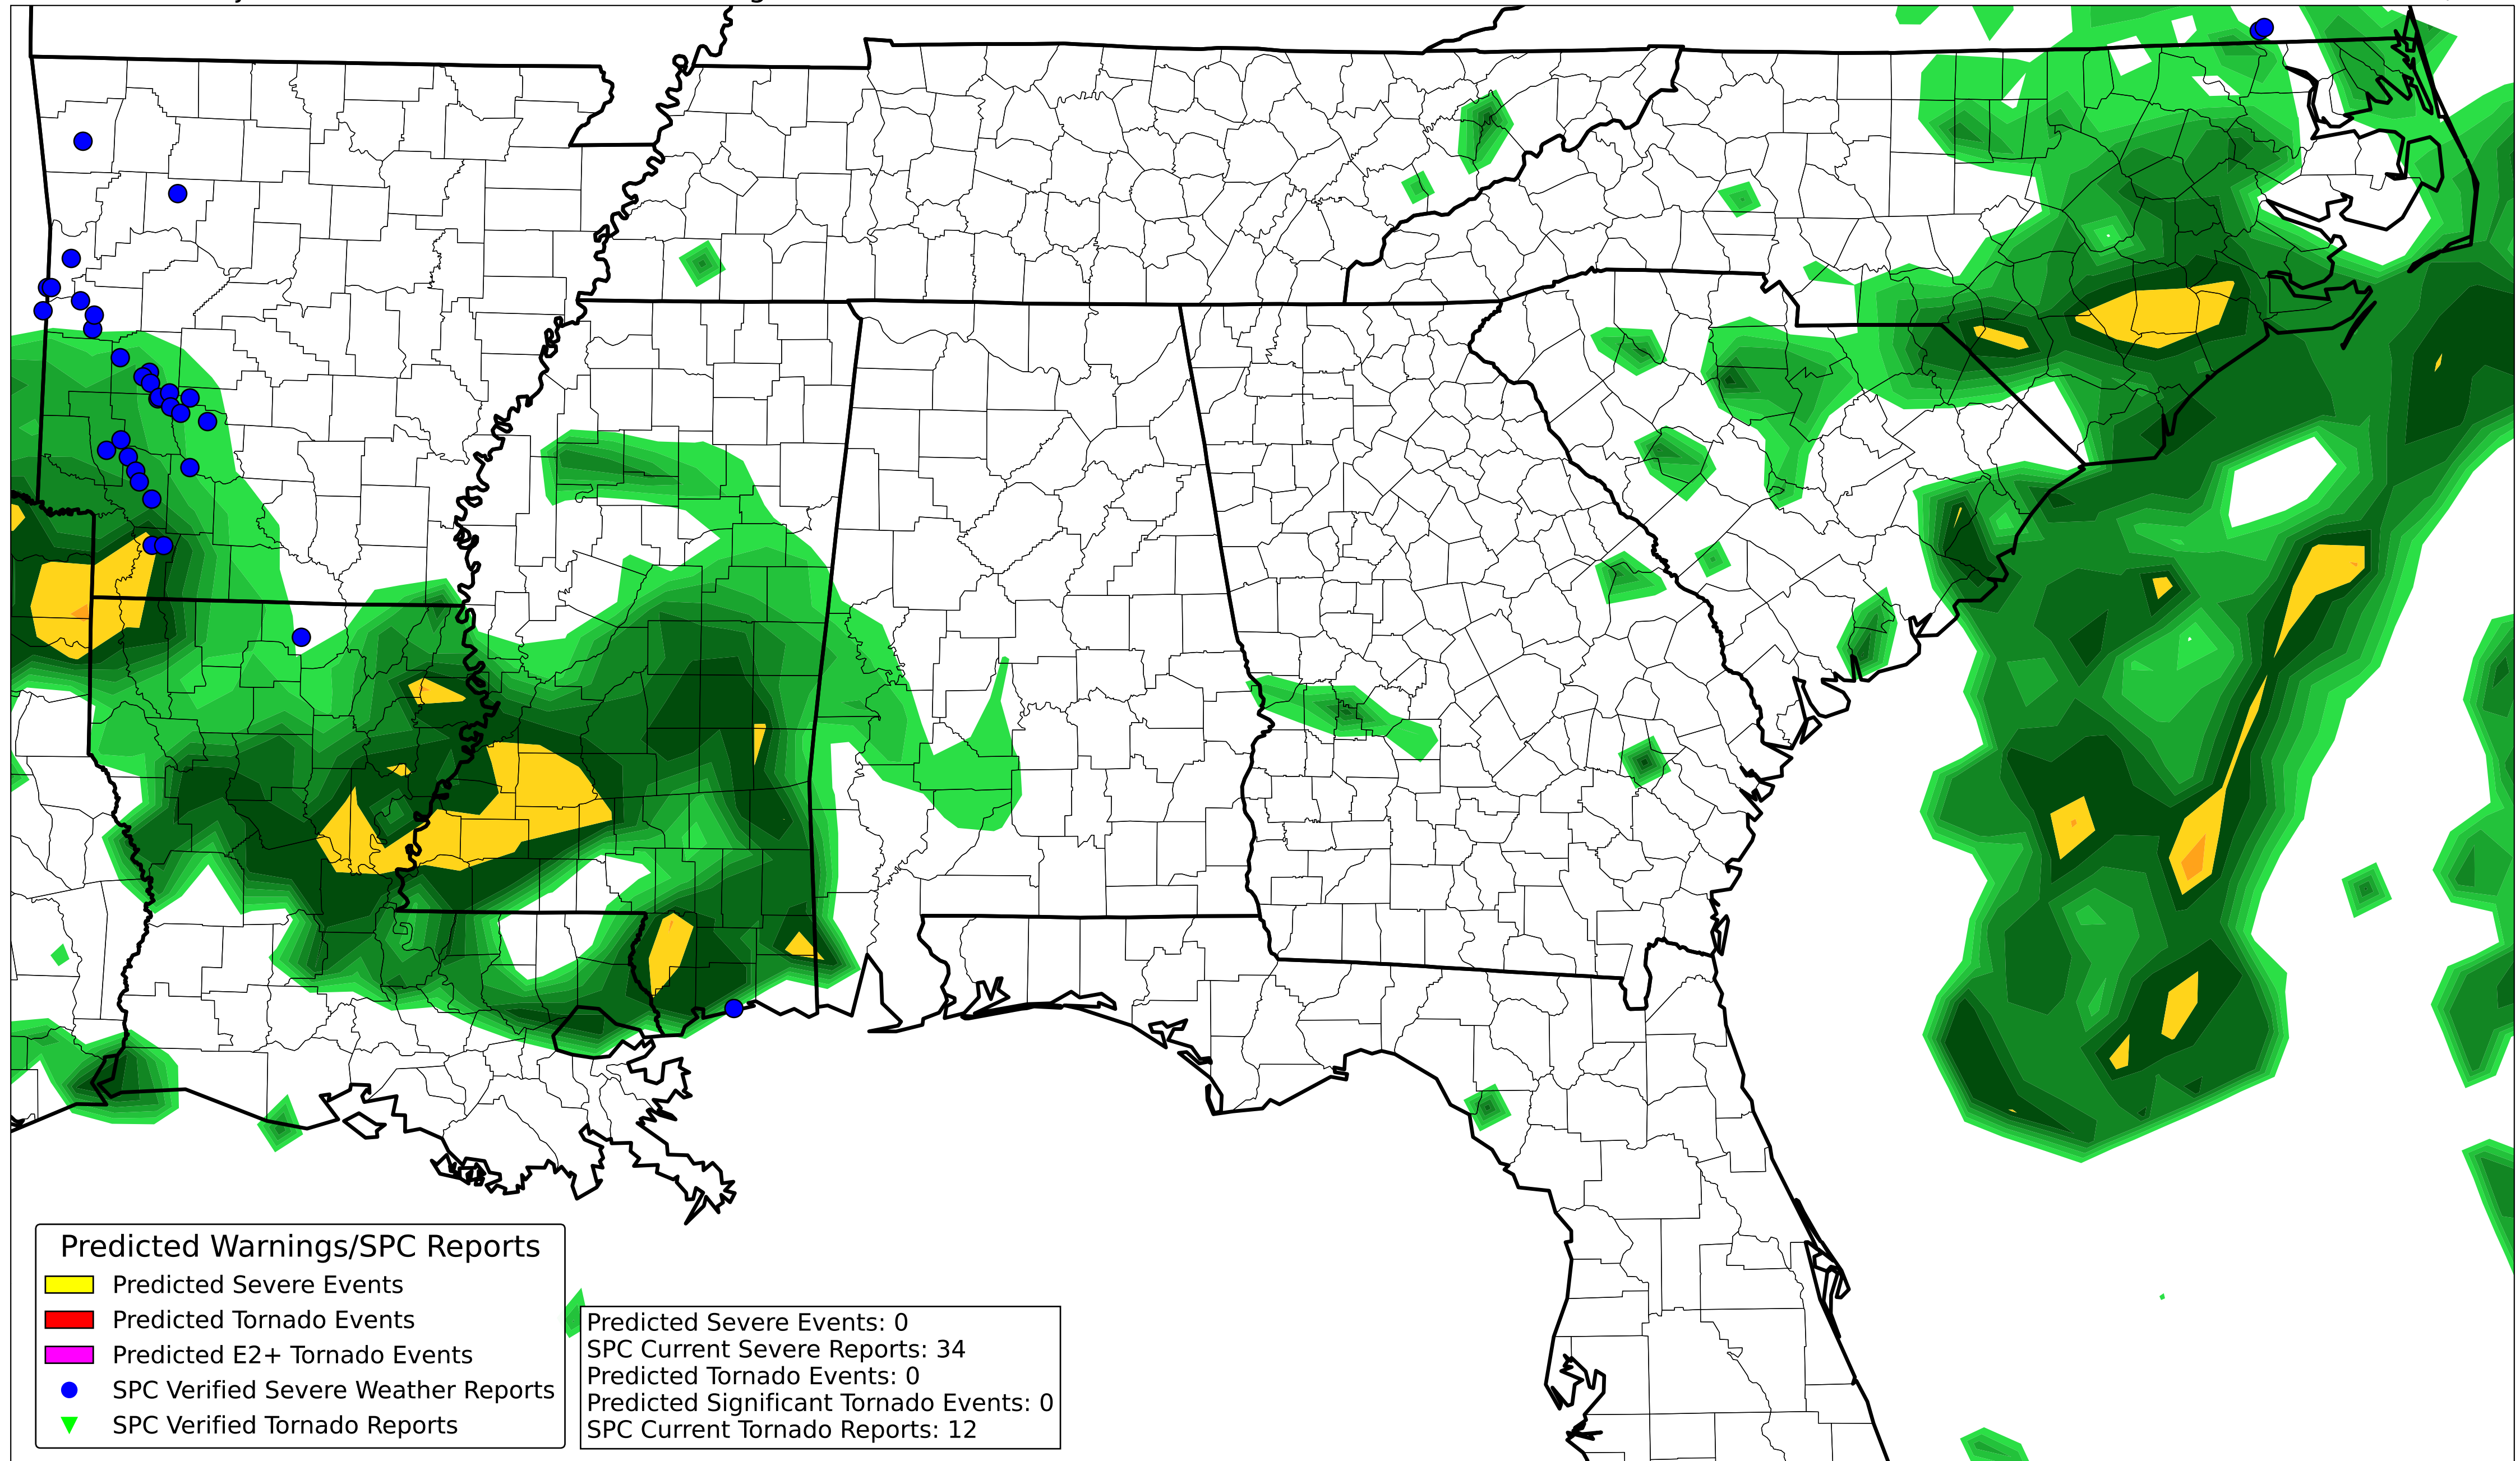 Predicted Warnings/SPC Reports
Predicted Severe Events
Predicted Tornado Events
Predicted E2+ Tornado Events
SPC Verified Severe Weather Reports
SPC Verified Tornado Reports
Predicted Severe Events: 0
SPC Current Severe Reports: 34
Predicted Tornado Events: 0
Predicted Significant Tornado Events: 0
SPC Current Tornado Reports: 12